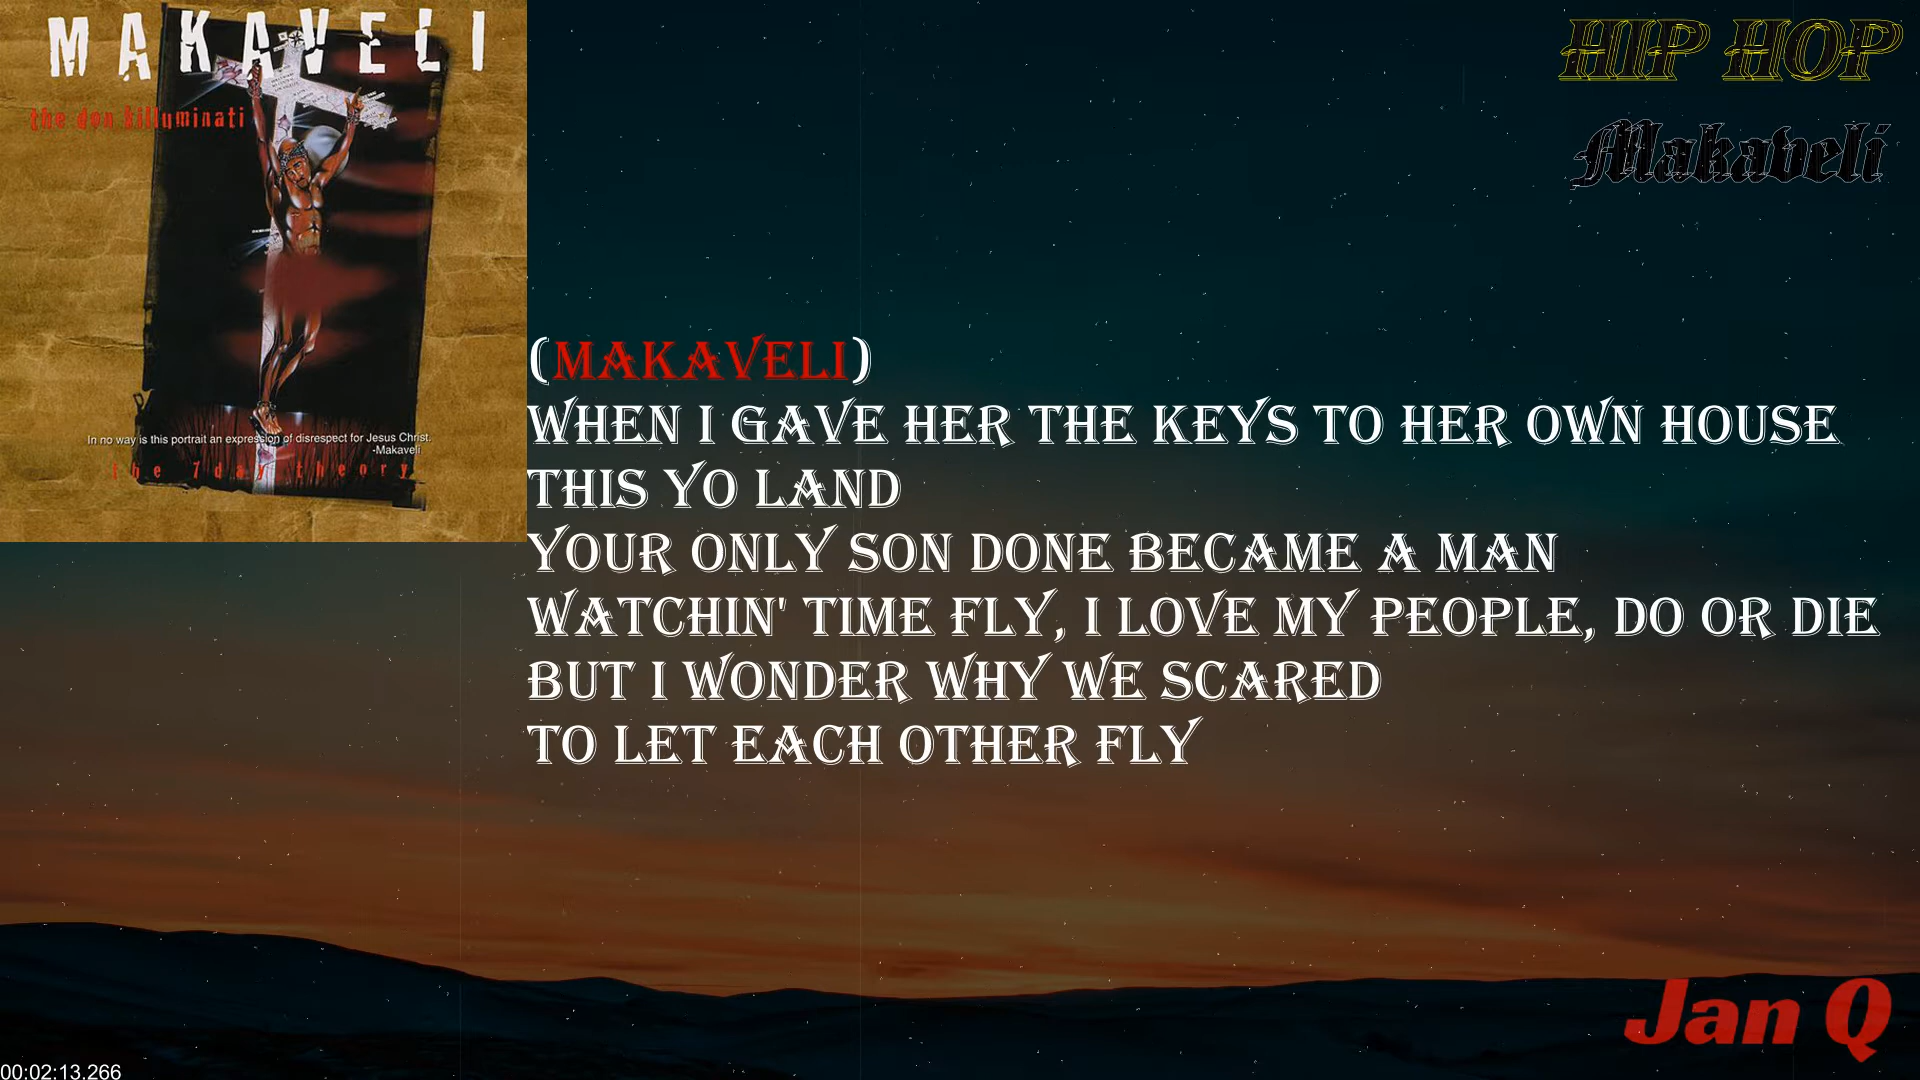 MAKAVELI
the don killuminati
In no way is this portrait an expression of disrespect for Jesus Christ.
-Makaveli
the 7 day theory
HIP HOP
Makaveli
(MAKAVELI)
WHEN I GAVE HER THE KEYS TO HER OWN HOUSE
THIS YO LAND
YOUR ONLY SON DONE BECAME A MAN
WATCHIN' TIME FLY, I LOVE MY PEOPLE, DO OR DIE
BUT I WONDER WHY WE SCARED
TO LET EACH OTHER FLY
Jan Q
00:02:13.266